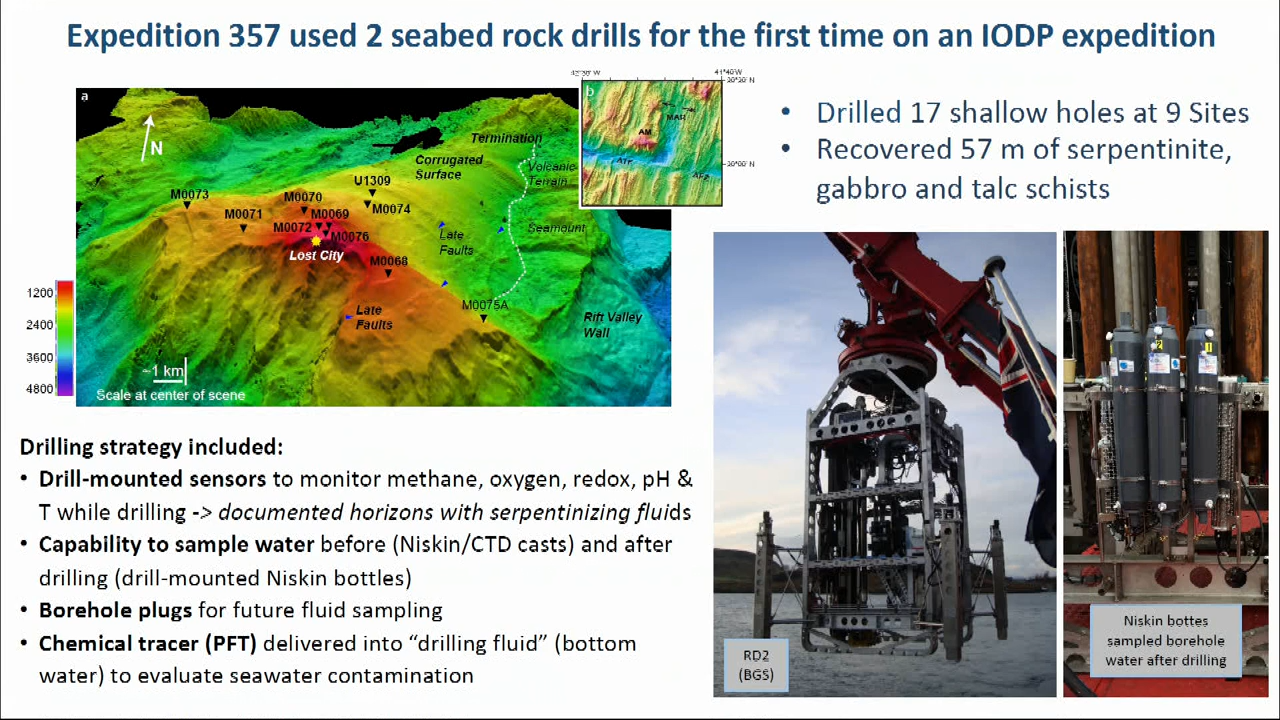 Expedition 357 used 2 seabed rock drills for the first time on an IODP expedition
a
N
Termination
Corrugated
Surface
Volcanic
Terrain
M0073
M0070
U1309
M0071
M0069
M0074
M0072
M0076
Lost City
Late
Faults
Seamount
M0068
M0075A
Late
Faults
Rift Valley
Wall
1200
2400
3600
4800
~1 km
Scale at center of scene
b
MAR
AM
ATF
• Drilled 17 shallow holes at 9 Sites
• Recovered 57 m of serpentinite,
gabbro and talc schists
Drilling strategy included:
• Drill-mounted sensors to monitor methane, oxygen, redox, pH &
T while drilling -> documented horizons with serpentinizing fluids
• Capability to sample water before (Niskin/CTD casts) and after
drilling (drill-mounted Niskin bottles)
• Borehole plugs for future fluid sampling
• Chemical tracer (PFT) delivered into “drilling fluid” (bottom
water) to evaluate seawater contamination
RD2
(BGS)
2
1
Niskin bottes
sampled borehole
water after drilling